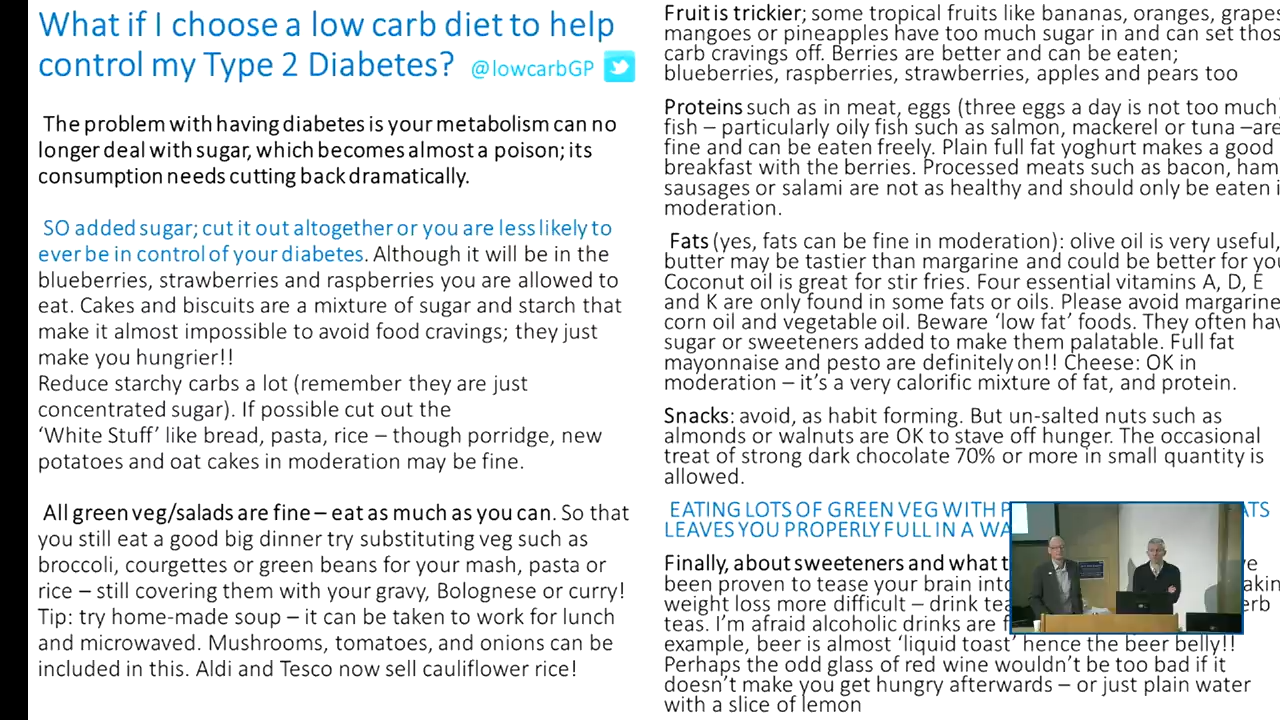 What if I choose a low carb diet to help
control my Type 2 Diabetes? @lowcarbGP
The problem with having diabetes is your metabolism can no
longer deal with sugar, which becomes almost a poison; its
consumption needs cutting back dramatically.
SO added sugar; cut it out altogether or you are less likely to
ever be in control of your diabetes. Although it will be in the
blueberries, strawberries and raspberries you are allowed to
eat. Cakes and biscuits are a mixture of sugar and starch that
make it almost impossible to avoid food cravings; they just
make you hungrier!!
Reduce starchy carbs a lot (remember they are just
concentrated sugar). If possible cut out the
‘White Stuff’ like bread, pasta, rice – though porridge, new
potatoes and oat cakes in moderation may be fine.
All green veg/salads are fine – eat as much as you can. So that
you still eat a good big dinner try substituting veg such as
broccoli, courgettes or green beans for your mash, pasta or
rice – still covering them with your gravy, Bolognese or curry!
Tip: try home-made soup – it can be taken to work for lunch
and microwaved. Mushrooms, tomatoes, and onions can be
included in this. Aldi and Tesco now sell cauliflower rice!
Fruit is trickier; some tropical fruits like bananas, oranges, grapes
mangoes or pineapples have too much sugar in and can set thos
carb cravings off. Berries are better and can be eaten;
blueberries, raspberries, strawberries, apples and pears too
Proteins such as in meat, eggs (three eggs a day is not too much)
fish – particularly oily fish such as salmon, mackerel or tuna –are
fine and can be eaten freely. Plain full fat yoghurt makes a good
breakfast with the berries. Processed meats such as bacon, ham
sausages or salami are not as healthy and should only be eaten i
moderation.
Fats (yes, fats can be fine in moderation): olive oil is very useful,
butter may be tastier than margarine and could be better for you
Coconut oil is great for stir fries. Four essential vitamins A, D, E
and K are only found in some fats or oils. Please avoid margarine
corn oil and vegetable oil. Beware ‘low fat’ foods. They often hav
sugar or sweeteners added to make them palatable. Full fat
mayonnaise and pesto are definitely on!! Cheese: OK in
moderation – it’s a very calorific mixture of fat, and protein.
Snacks: avoid, as habit forming. But un-salted nuts such as
almonds or walnuts are OK to stave off hunger. The occasional
treat of strong dark chocolate 70% or more in small quantity is
allowed.
EATING LOTS OF GREEN VEG WITH P ATS
LEAVES YOU PROPERLY FULL IN A WA
Finally, about sweeteners and what t ve
been proven to tease your brain into akin
weight loss more difficult – drink tea erb
teas. I’m afraid alcoholic drinks are f
example, beer is almost ‘liquid toast’ hence the beer belly!!
Perhaps the odd glass of red wine wouldn’t be too bad if it
doesn’t make you get hungry afterwards – or just plain water
with a slice of lemon